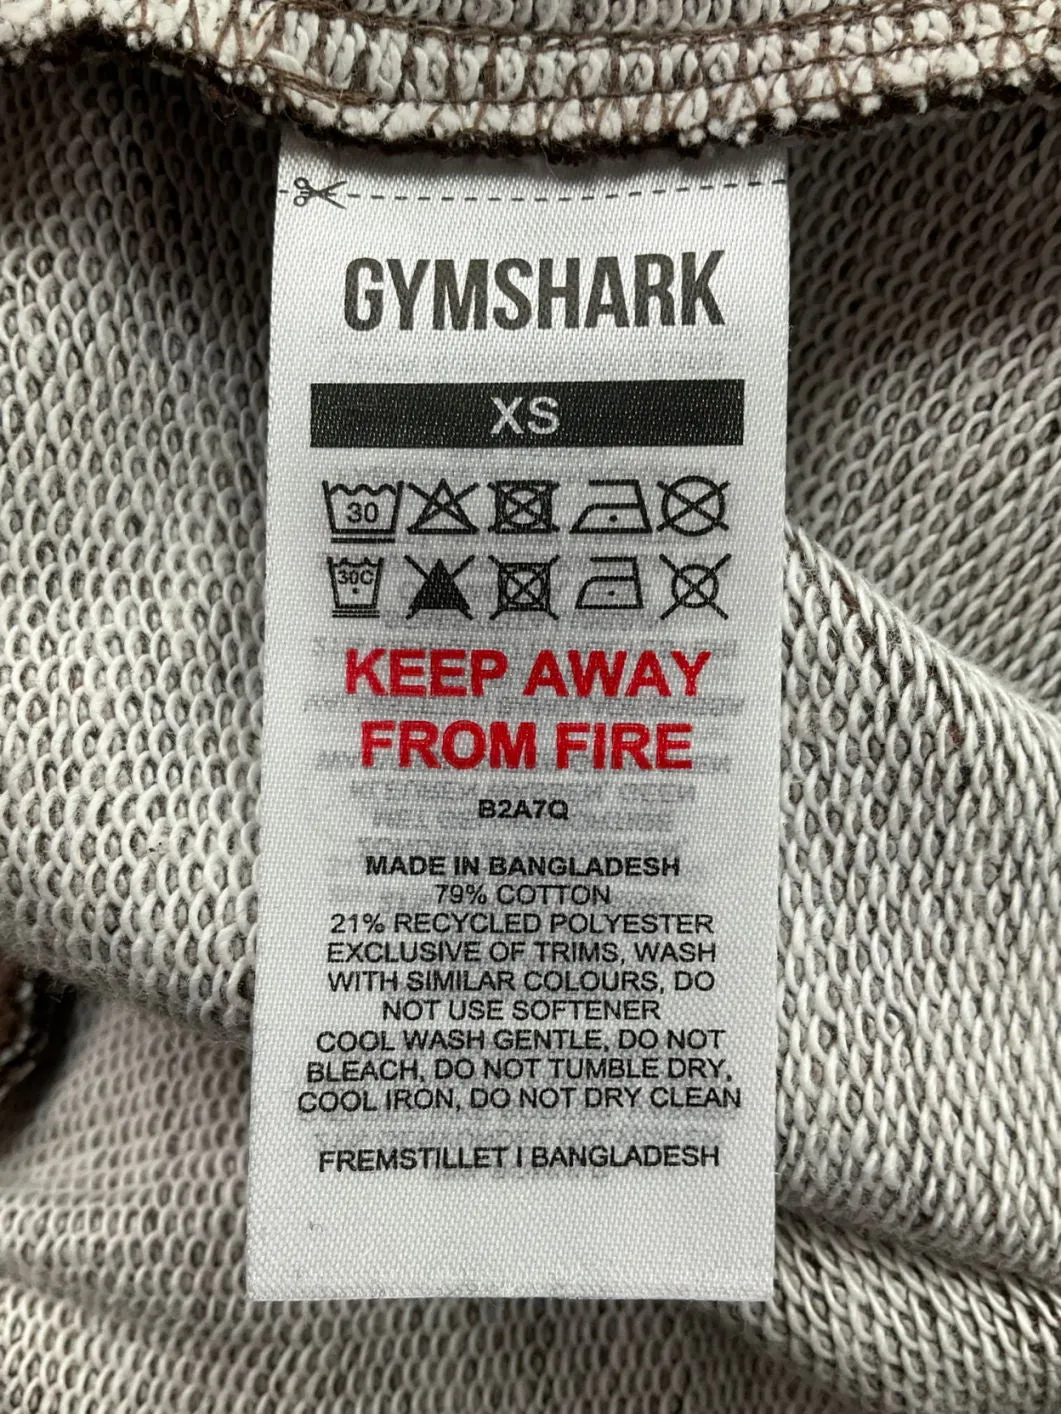 GYMSHARK
XS
30
30C
KEEP AWAY
FROM FIRE
B2A7Q
MADE IN BANGLADESH
79% COTTON
21% RECYCLED POLYESTER
EXCLUSIVE OF TRIMS, WASH
WITH SIMILAR COLOURS, DO
NOT USE SOFTENER
COOL WASH GENTLE, DO NOT
BLEACH, DO NOT TUMBLE DRY,
COOL IRON, DO NOT DRY CLEAN
FREMSTILLET I BANGLADESH